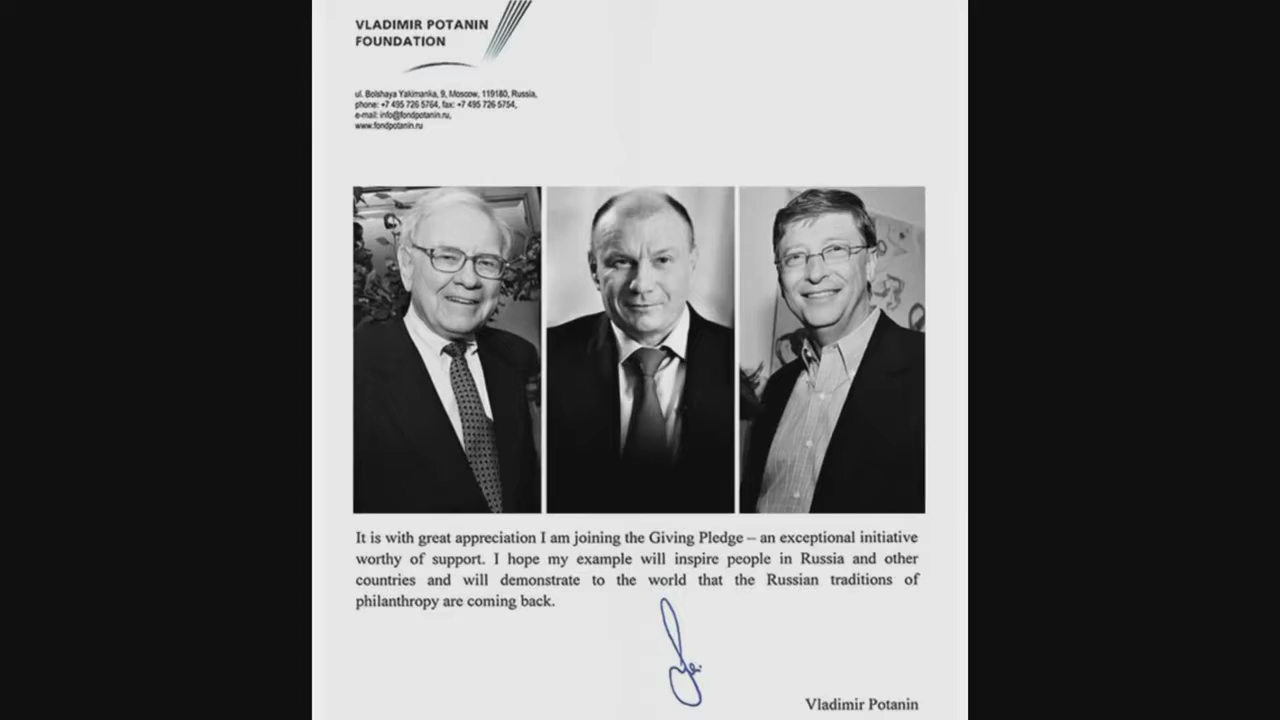 VLADIMIR POTANIN
FOUNDATION
ul. Bolshaya Yakimanka, 9, Moscow, 119180, Russia,
phone: +7 495 726 5764, fax: +7 495 726 5754,
e-mail: info@fondpotanin.ru,
www.fondpotanin.ru
It is with great appreciation I am joining the Giving Pledge – an exceptional initiative
worthy of support. I hope my example will inspire people in Russia and other
countries and will demonstrate to the world that the Russian traditions of
philanthropy are coming back.
Vladimir Potanin